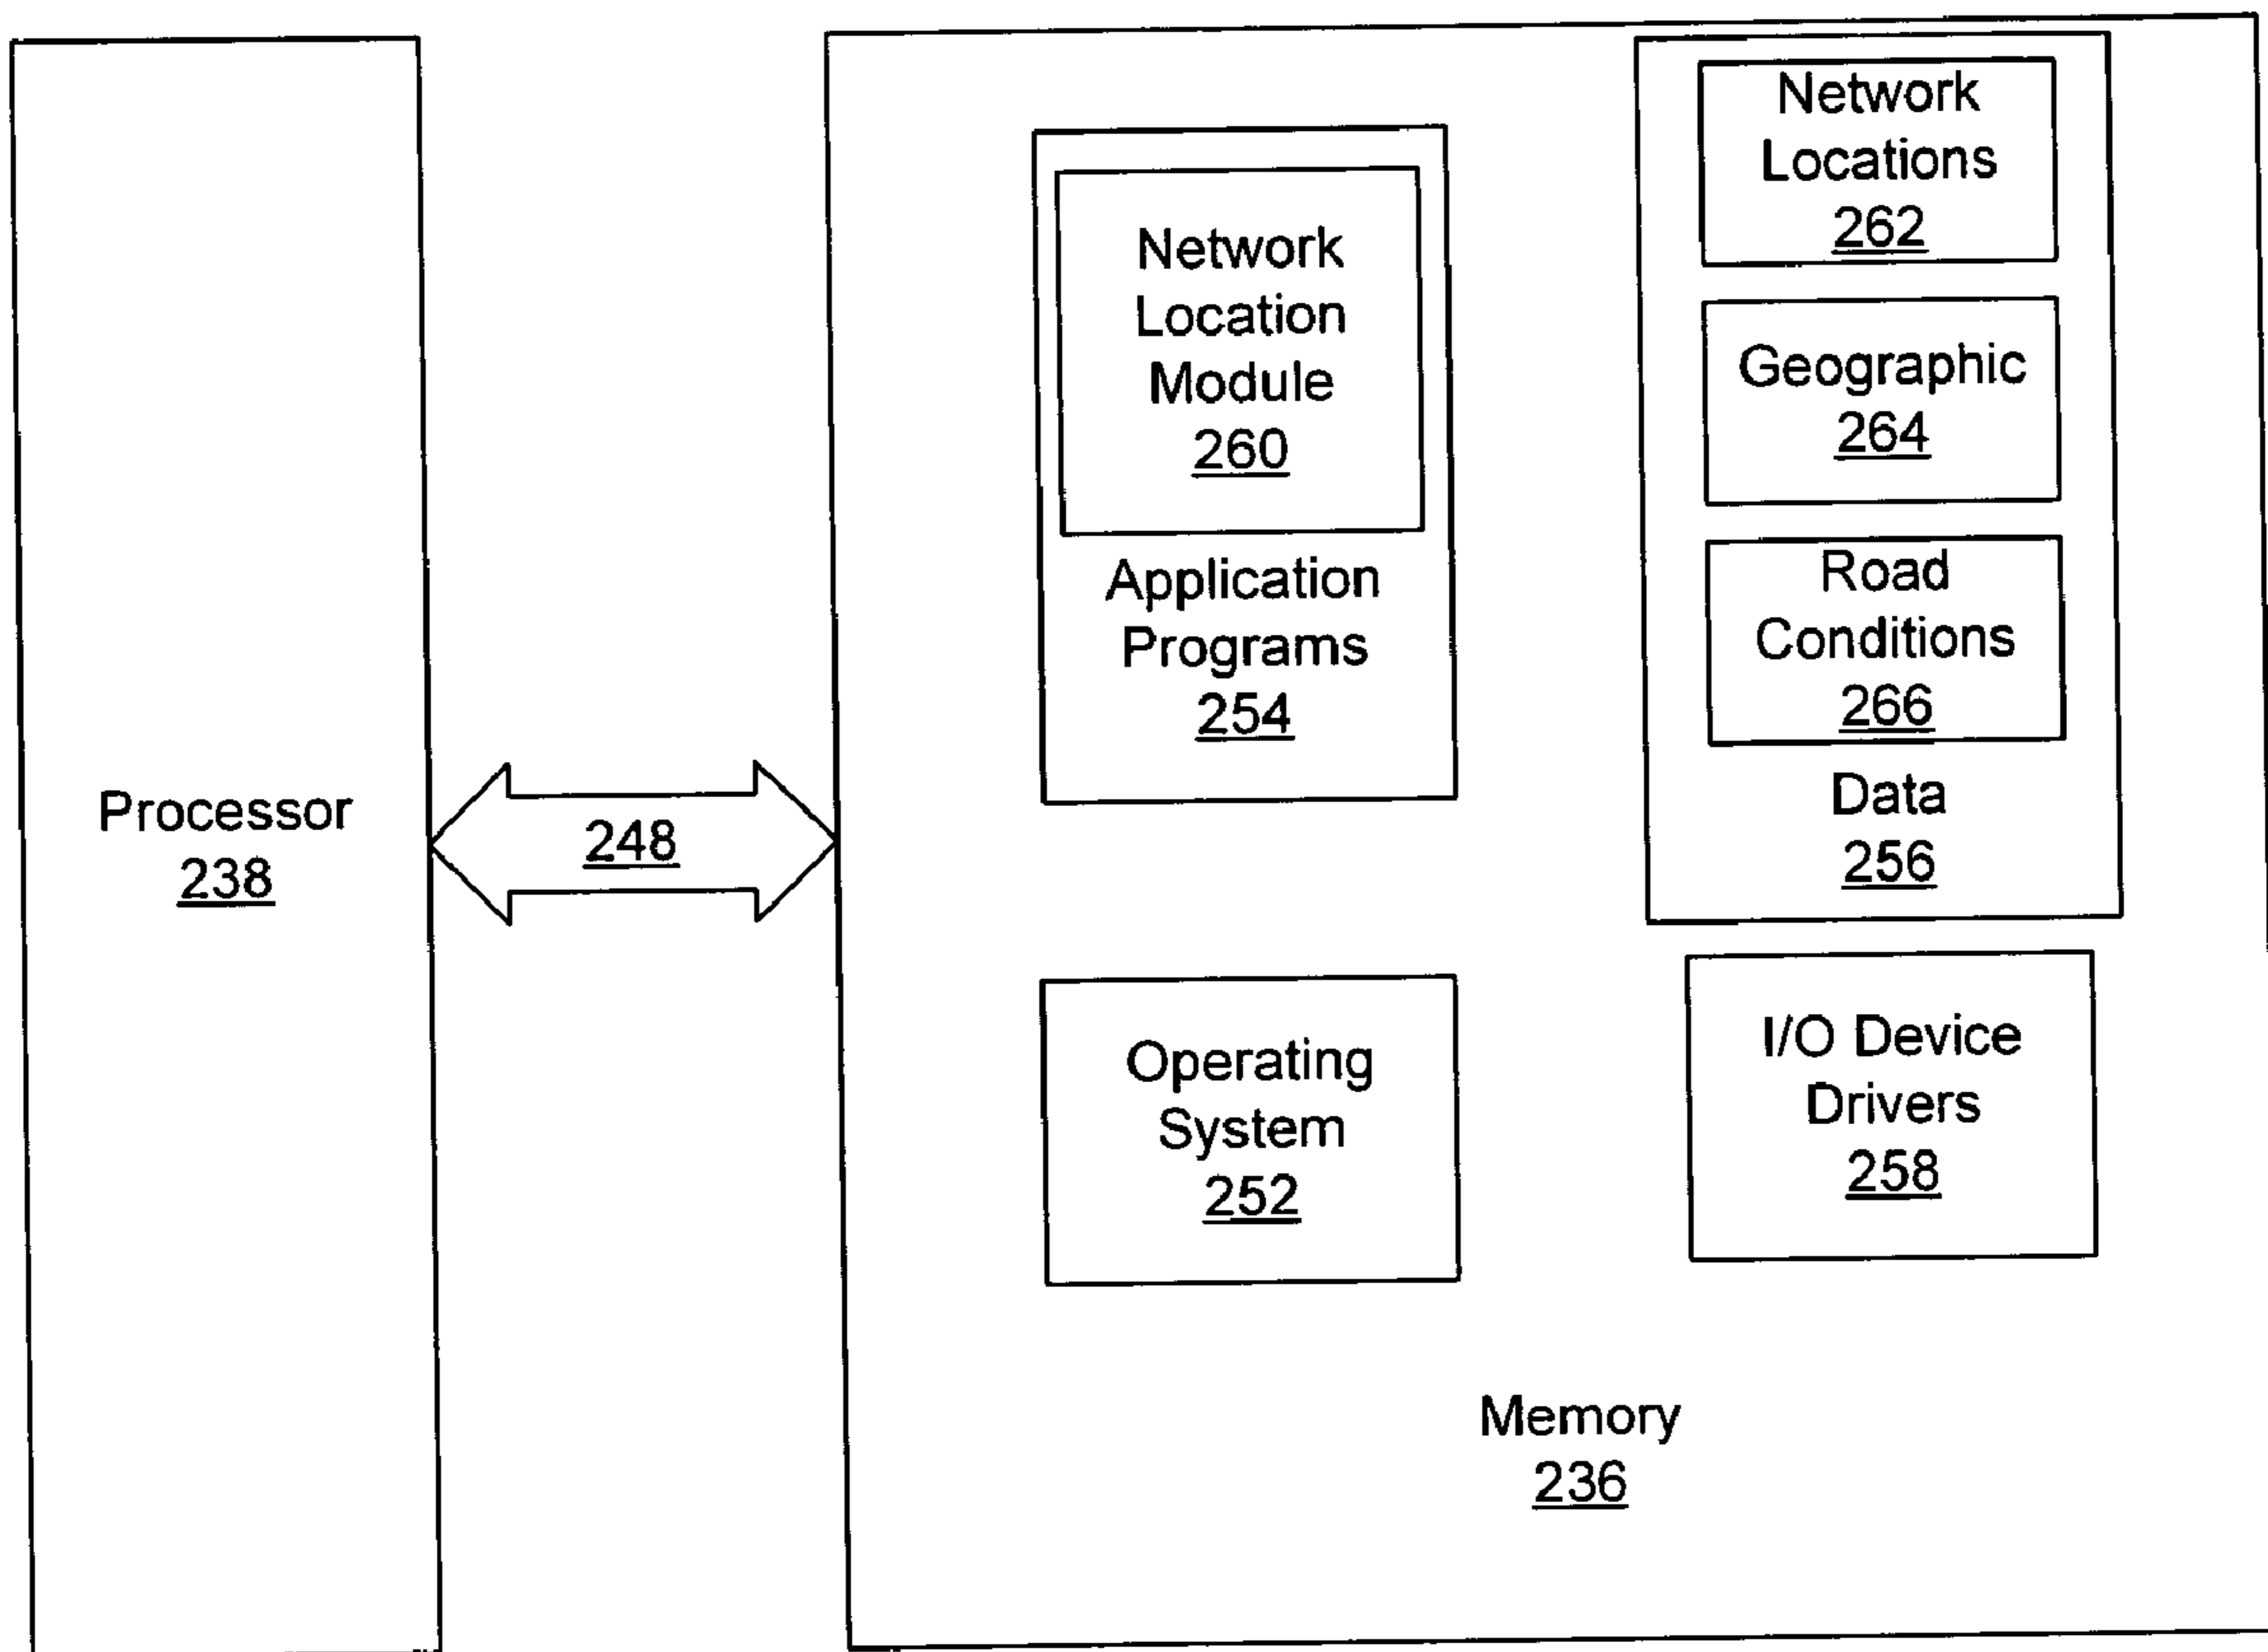 Processor
238
248
Network
Location
Module
260
Application
Programs
254
Network
Locations
262
Geographic
264
Road
Conditions
266
Data
256
Operating
System
252
I/O Device
Drivers
258
Memory
236